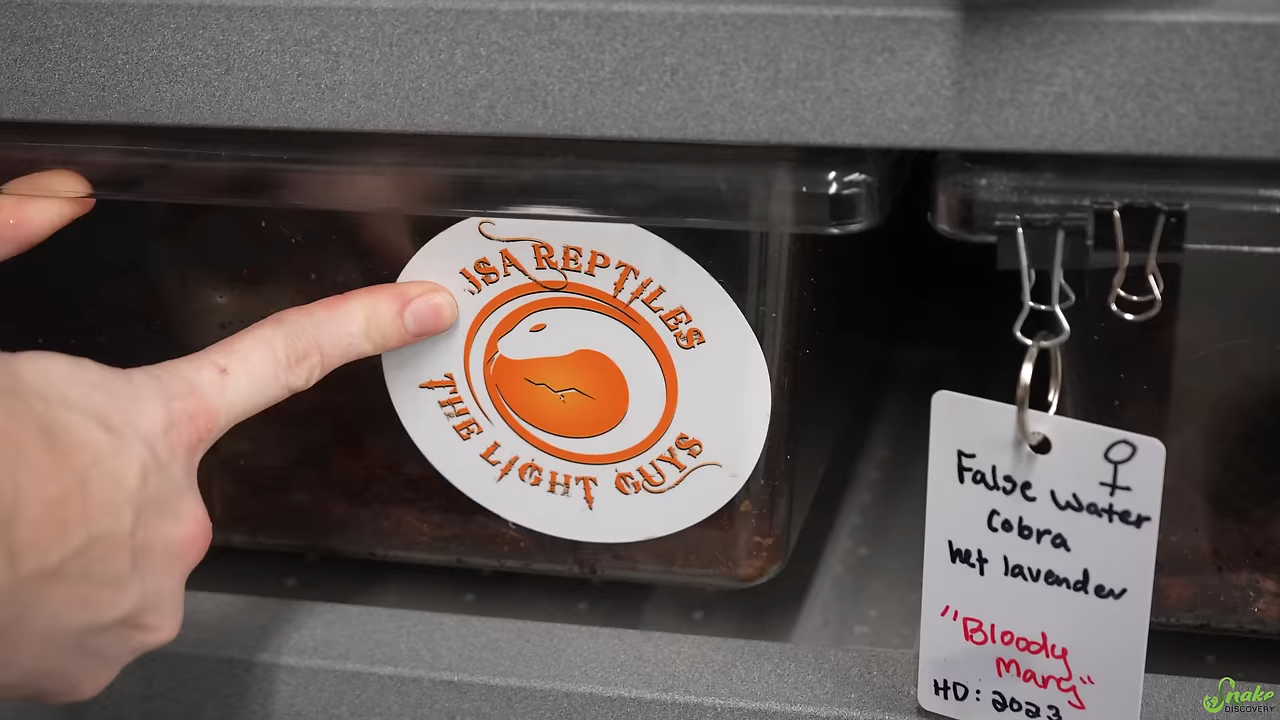 JSA REPTILES
THE LIGHT GUYS
False Water
Cobra
het lavender
"Bloody
Mary"
HD: 2023
Snake
DISCOVERY